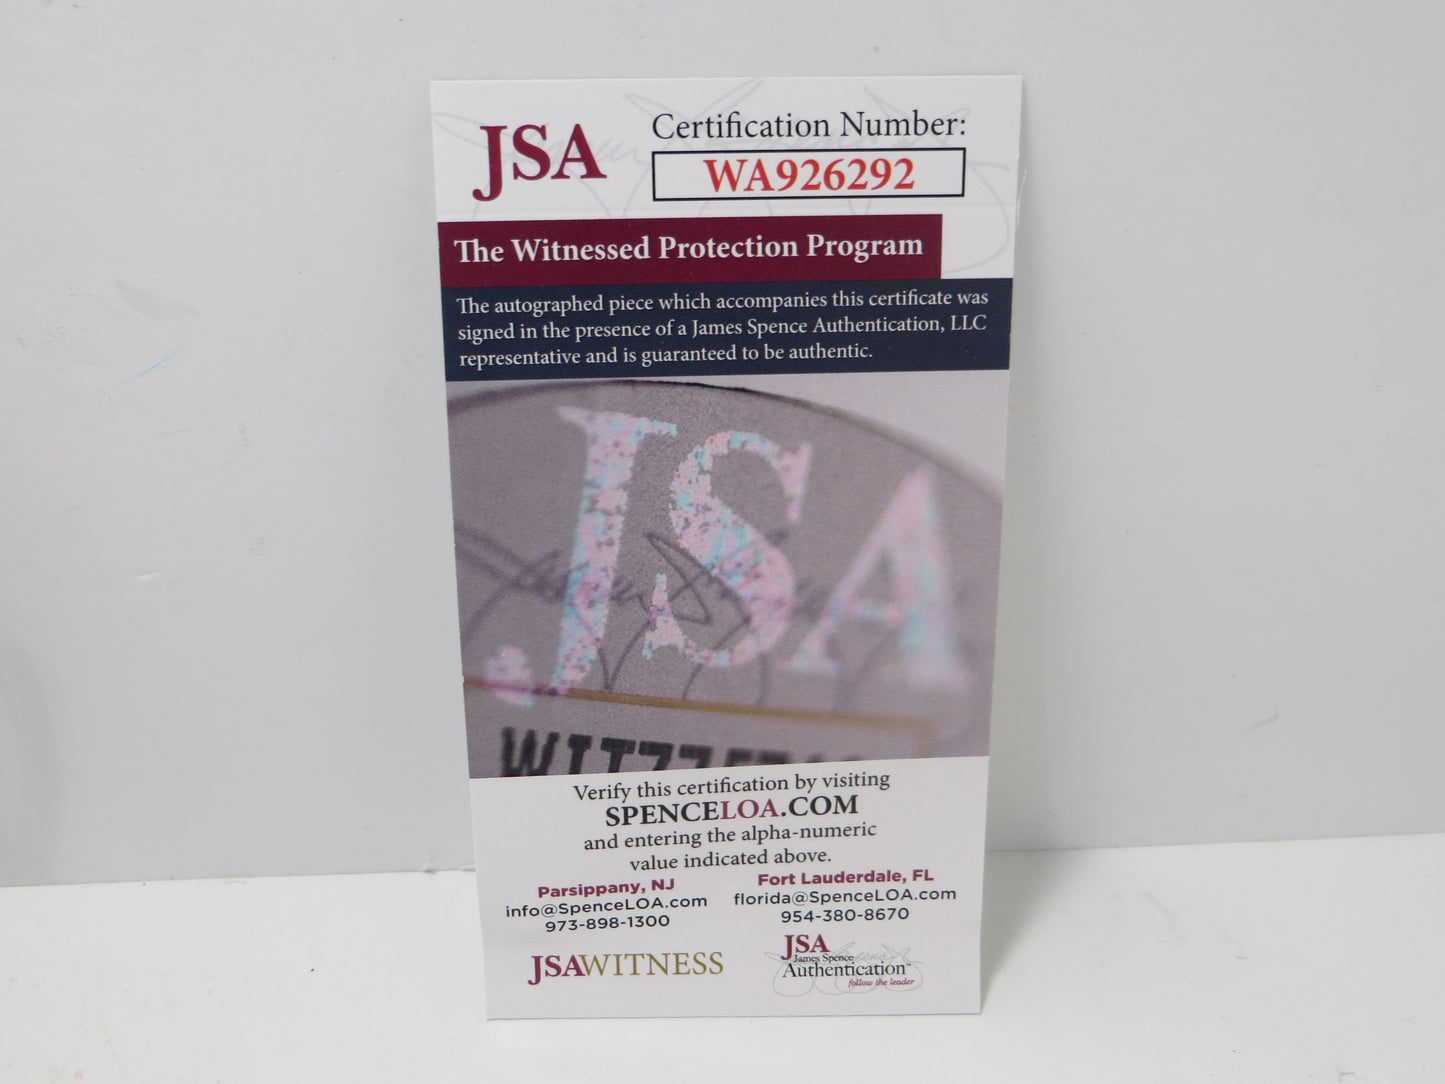 JSA
Certification Number:
WA926292
The Witnessed Protection Program
The autographed piece which accompanies this certificate was
signed in the presence of a James Spence Authentication, LLC
representative and is guaranteed to be authentic.
JSA
Verify this certification by visiting
SPENCELOA.COM
and entering the alpha-numeric
value indicated above.
Parsippany, NJ
info@SpenceLOA.com
973-898-1300
Fort Lauderdale, FL
florida@SpenceLOA.com
954-380-8670
JSAWITNESS
JSA
James Spence
Authentication™
follow the leader